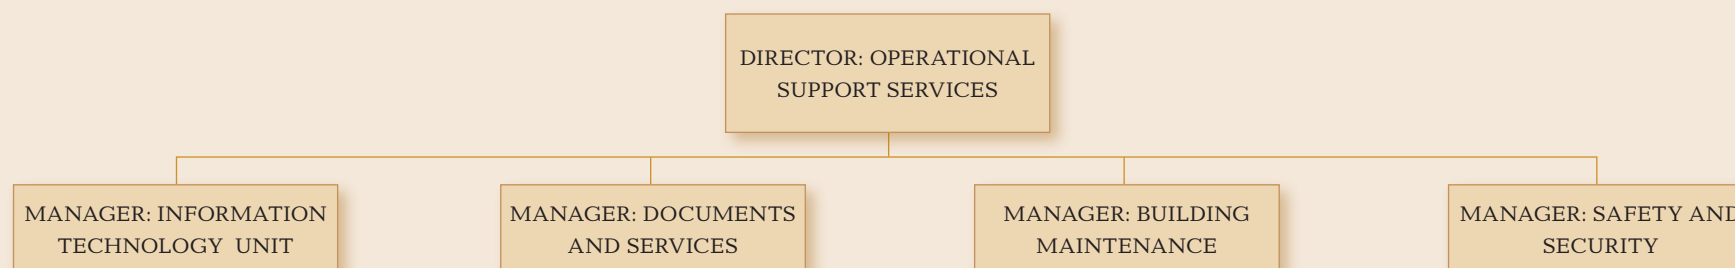 DIRECTOR: OPERATIONAL
SUPPORT SERVICES
MANAGER: INFORMATION
TECHNOLOGY UNIT
MANAGER: DOCUMENTS
AND SERVICES
MANAGER: BUILDING
MAINTENANCE
MANAGER: SAFETY AND
SECURITY